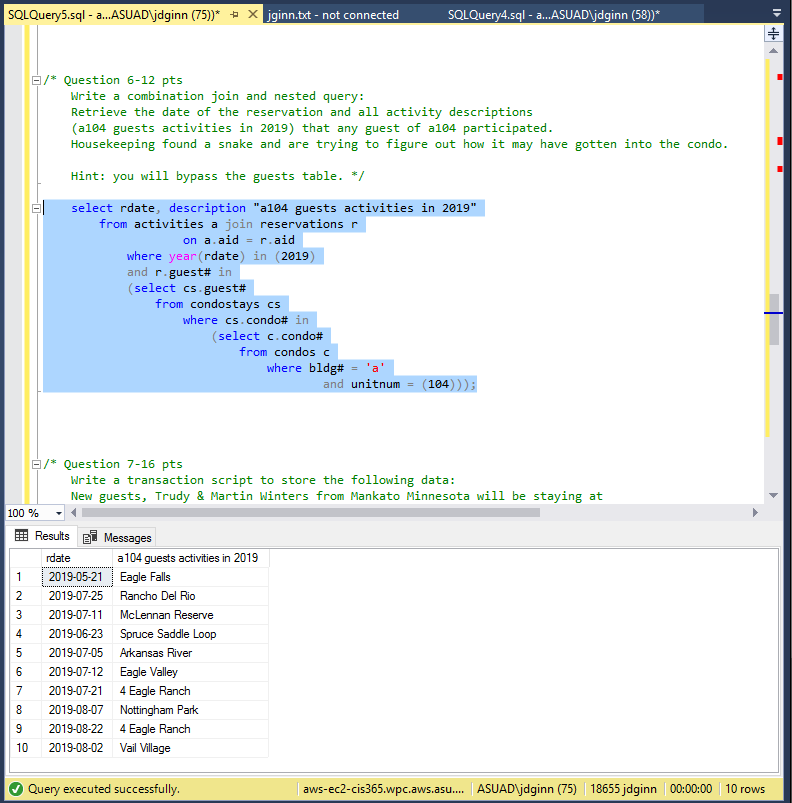 SQLQuery5.sql - a...ASUAD\jdginn (75))*
jginn.txt - not connected
SQLQuery4.sql - a...ASUAD\jdginn (58))*
/* Question 6-12 pts
Write a combination join and nested query:
Retrieve the date of the reservation and all activity descriptions
(a104 guests activities in 2019) that any guest of a104 participated.
Housekeeping found a snake and are trying to figure out how it may have gotten into the condo.
Hint: you will bypass the guests table. */
select rdate, description "a104 guests activities in 2019"
from activities a join reservations r
on a.aid = r.aid
where year(rdate) in (2019)
and r.guest# in
(select cs.guest#
from condostays cs
where cs.condo# in
(select c.condo#
from condos c
where bldg# = 'a'
and unitnum = (104)));
/* Question 7-16 pts
Write a transaction script to store the following data:
New guests, Trudy & Martin Winters from Mankato Minnesota will be staying at
100 %
Results Messages
rdate a104 guests activities in 2019
1 2019-05-21 Eagle Falls
2 2019-07-25 Rancho Del Rio
3 2019-07-11 McLennan Reserve
4 2019-06-23 Spruce Saddle Loop
5 2019-07-05 Arkansas River
6 2019-07-12 Eagle Valley
7 2019-07-21 4 Eagle Ranch
8 2019-08-07 Nottingham Park
9 2019-08-22 4 Eagle Ranch
10 2019-08-02 Vail Village
Query executed successfully. aws-ec2-cis365.wpc.aws.asu.... ASUAD\jdginn (75) 18655 jdginn 00:00:00 10 rows